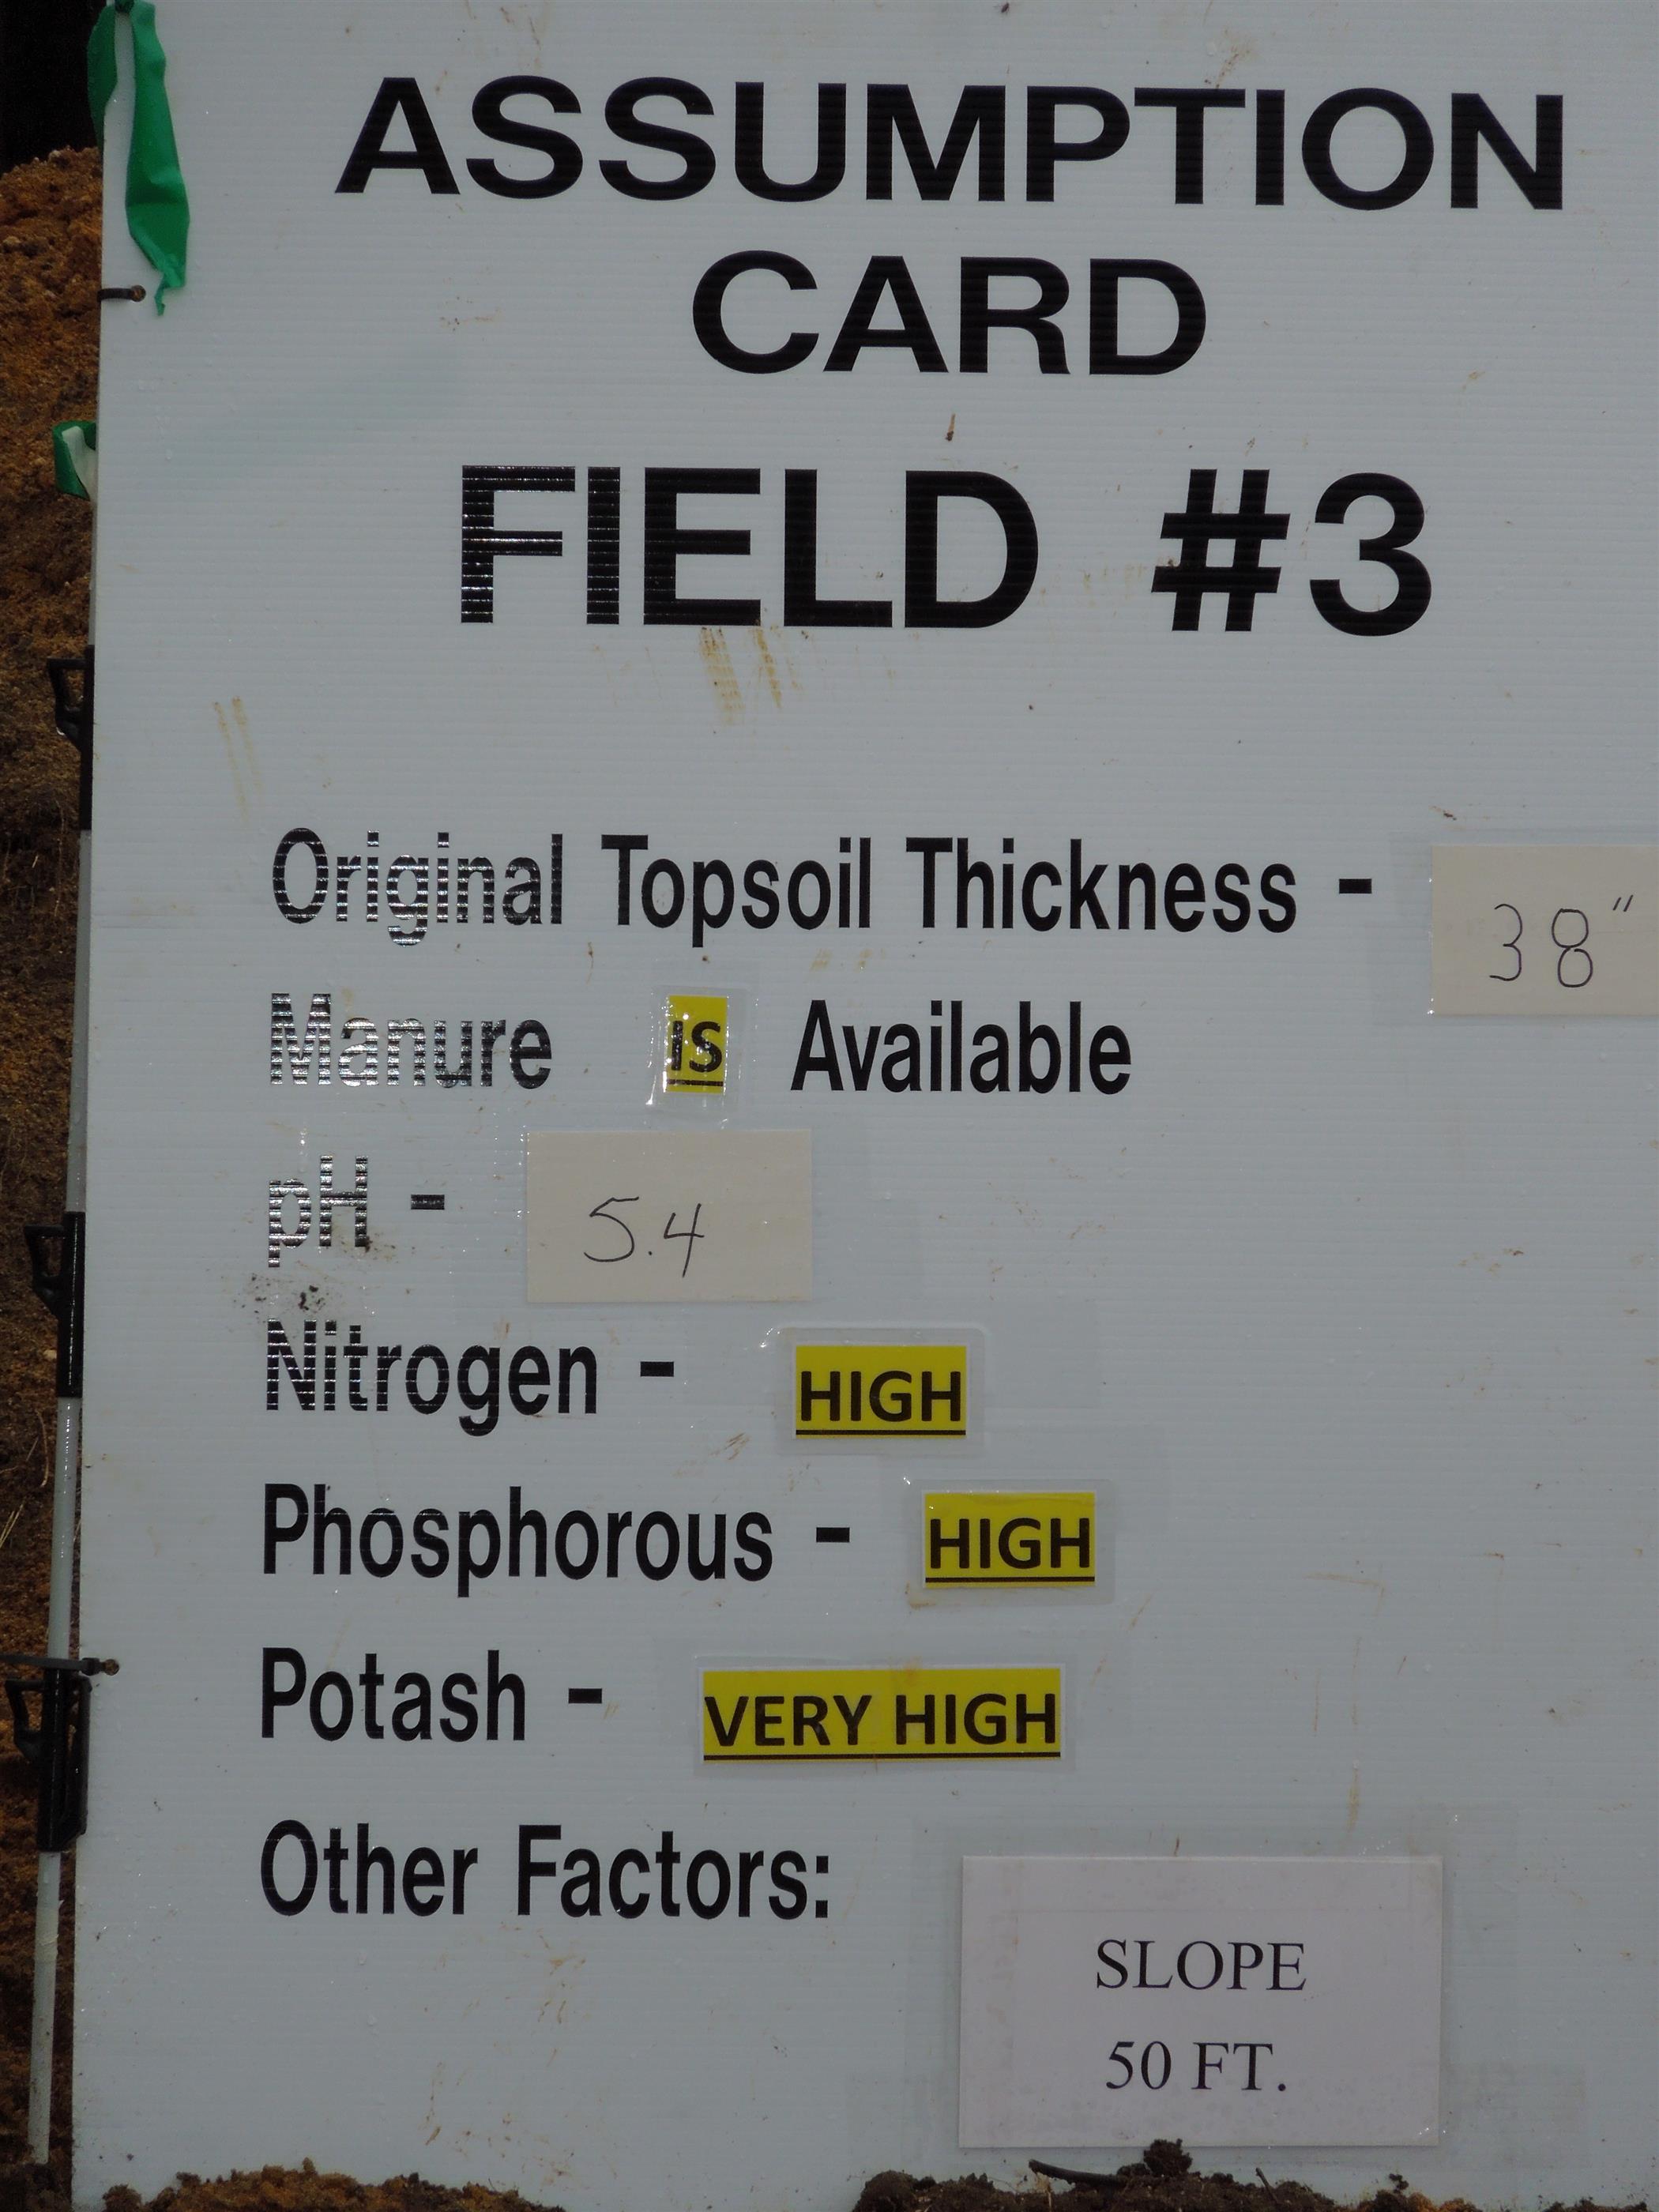 ASSUMPTION
CARD
FIELD #3
Original Topsoil Thickness - 38"
Manure IS Available
pH - 5.4
Nitrogen - HIGH
Phosphorous - HIGH
Potash - VERY HIGH
Other Factors:
SLOPE
50 FT.